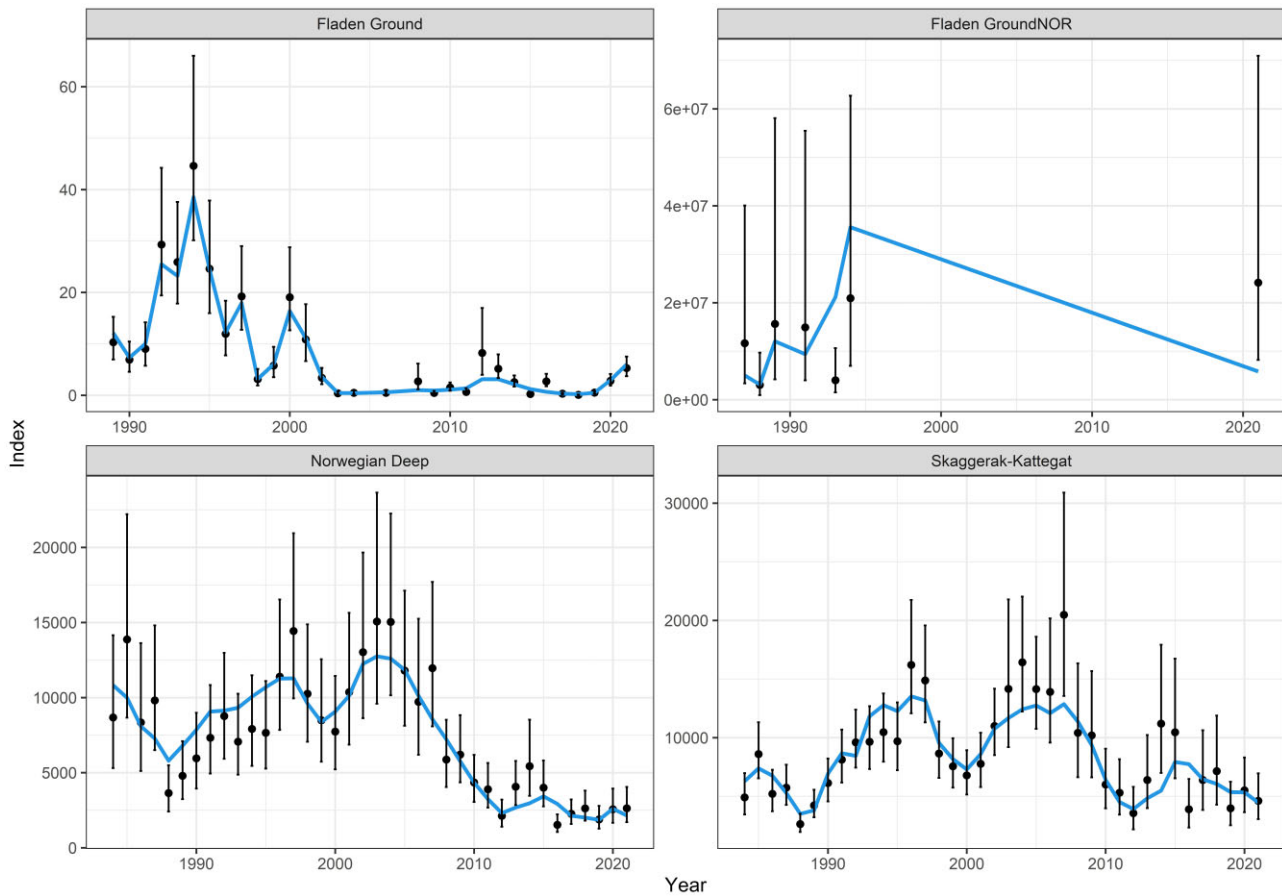 Fladen Ground
Fladen GroundNOR
60
40
20
0
6e+07
4e+07
2e+07
0e+00
1990 2000 2010 2020
1990 2000 2010 2020
Index
Norwegian Deep
Skaggerak-Kattegat
20000
15000
10000
5000
0
30000
20000
10000
0
1990 2000 2010 2020
1990 2000 2010 2020
Year